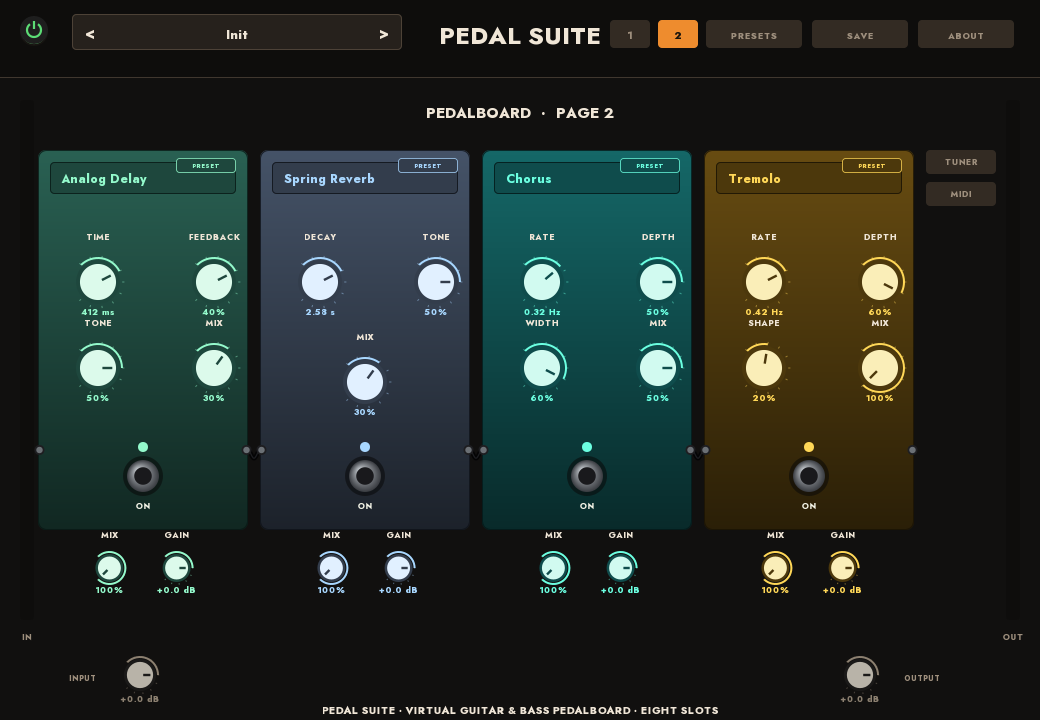 < Init >
PEDAL SUITE
1 2 PRESETS SAVE ABOUT
PEDALBOARD · PAGE 2
PRESET PRESET PRESET PRESET
Analog Delay Spring Reverb Chorus Tremolo
TUNER
MIDI
TIME FEEDBACK DECAY TONE RATE DEPTH RATE DEPTH
412 ms 40% 2.58 s 50% 0.32 Hz 50% 0.42 Hz 60%
TONE MIX WIDTH MIX SHAPE MIX
MIX
50% 30% 60% 50% 20% 100%
30%
ON ON ON ON
MIX GAIN MIX GAIN MIX GAIN MIX GAIN
100% +0.0 dB 100% +0.0 dB 100% +0.0 dB 100% +0.0 dB
IN OUT
INPUT OUTPUT
+0.0 dB +0.0 dB
PEDAL SUITE · VIRTUAL GUITAR & BASS PEDALBOARD · EIGHT SLOTS